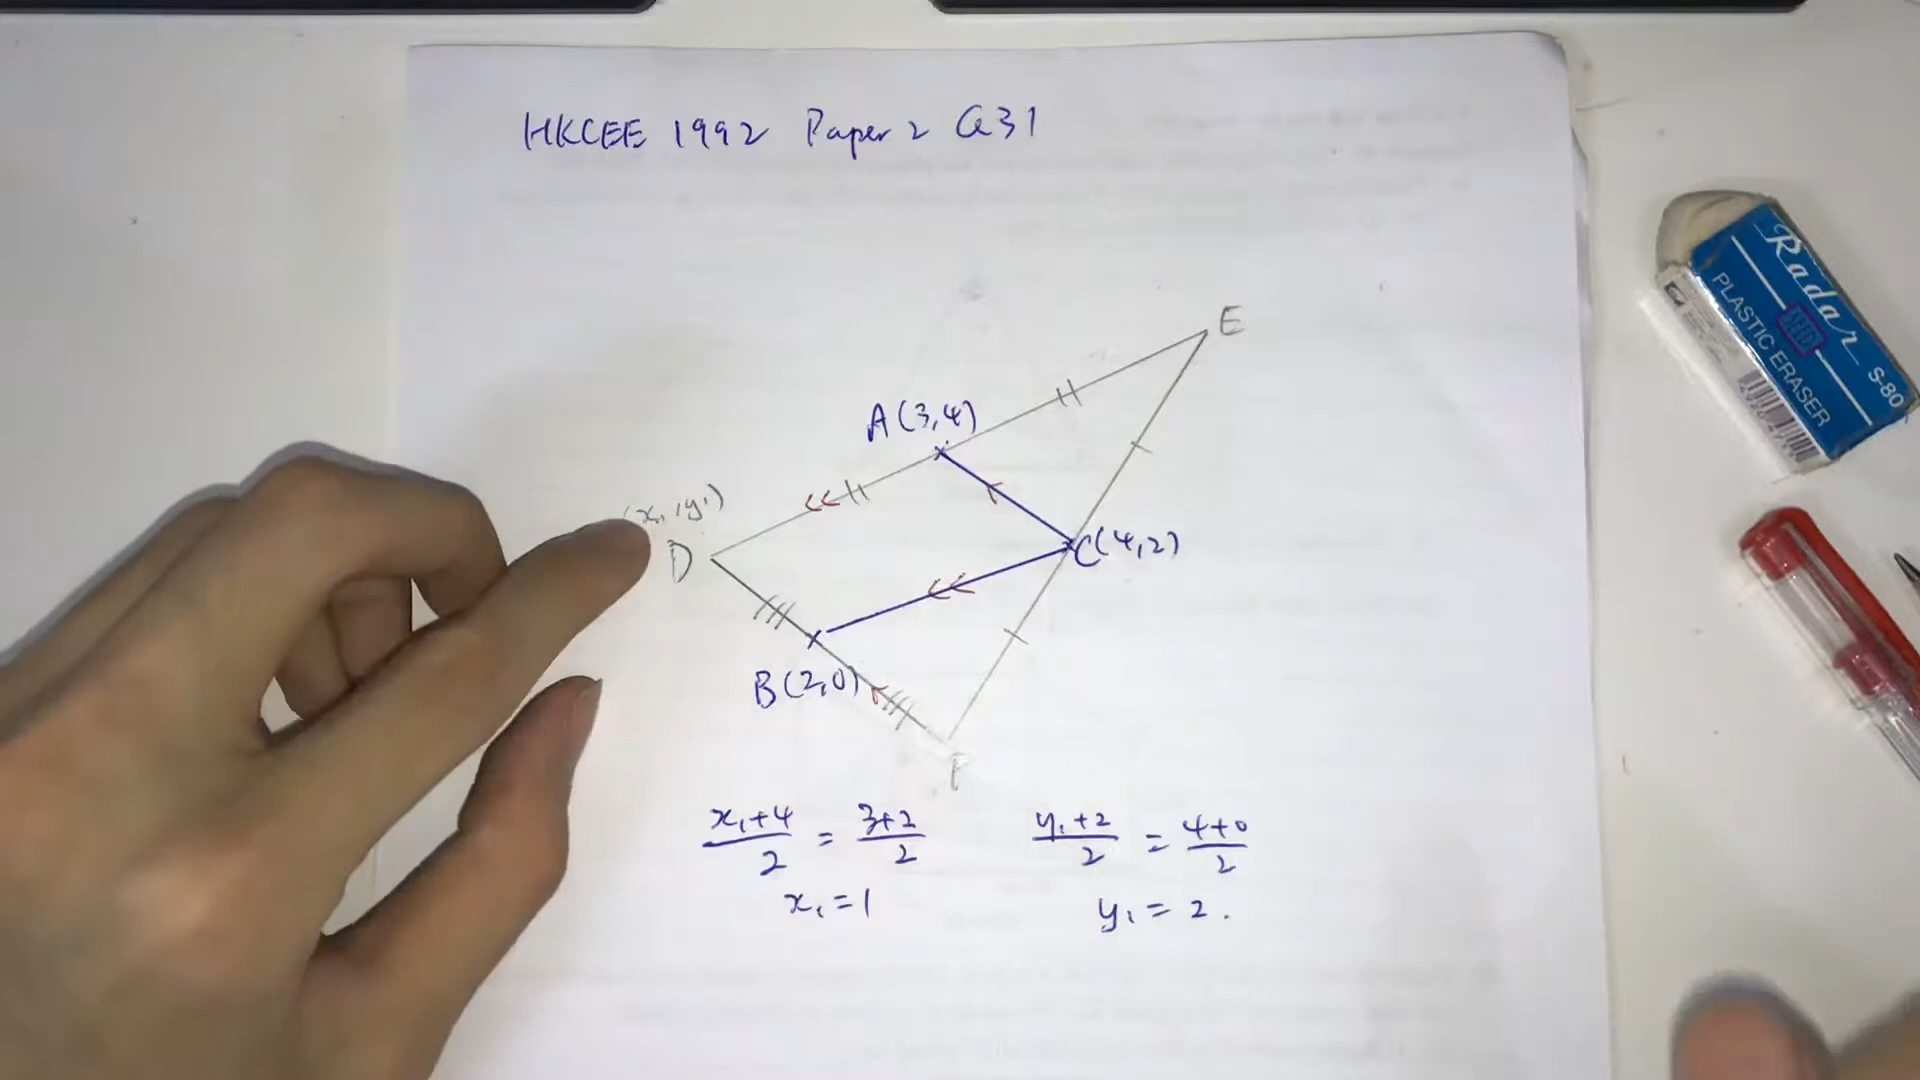 HKCEE 1992 Paper 2 Q31
E
A(3,4)
(x₁,y₁)
D
C(4,2)
B(2,0)
F
(x₁+4)/2 = (3+2)/2
x₁=1
(y₁+2)/2 = (4+0)/2
y₁=2.
Radar
SEED
PLASTIC ERASER
S-80